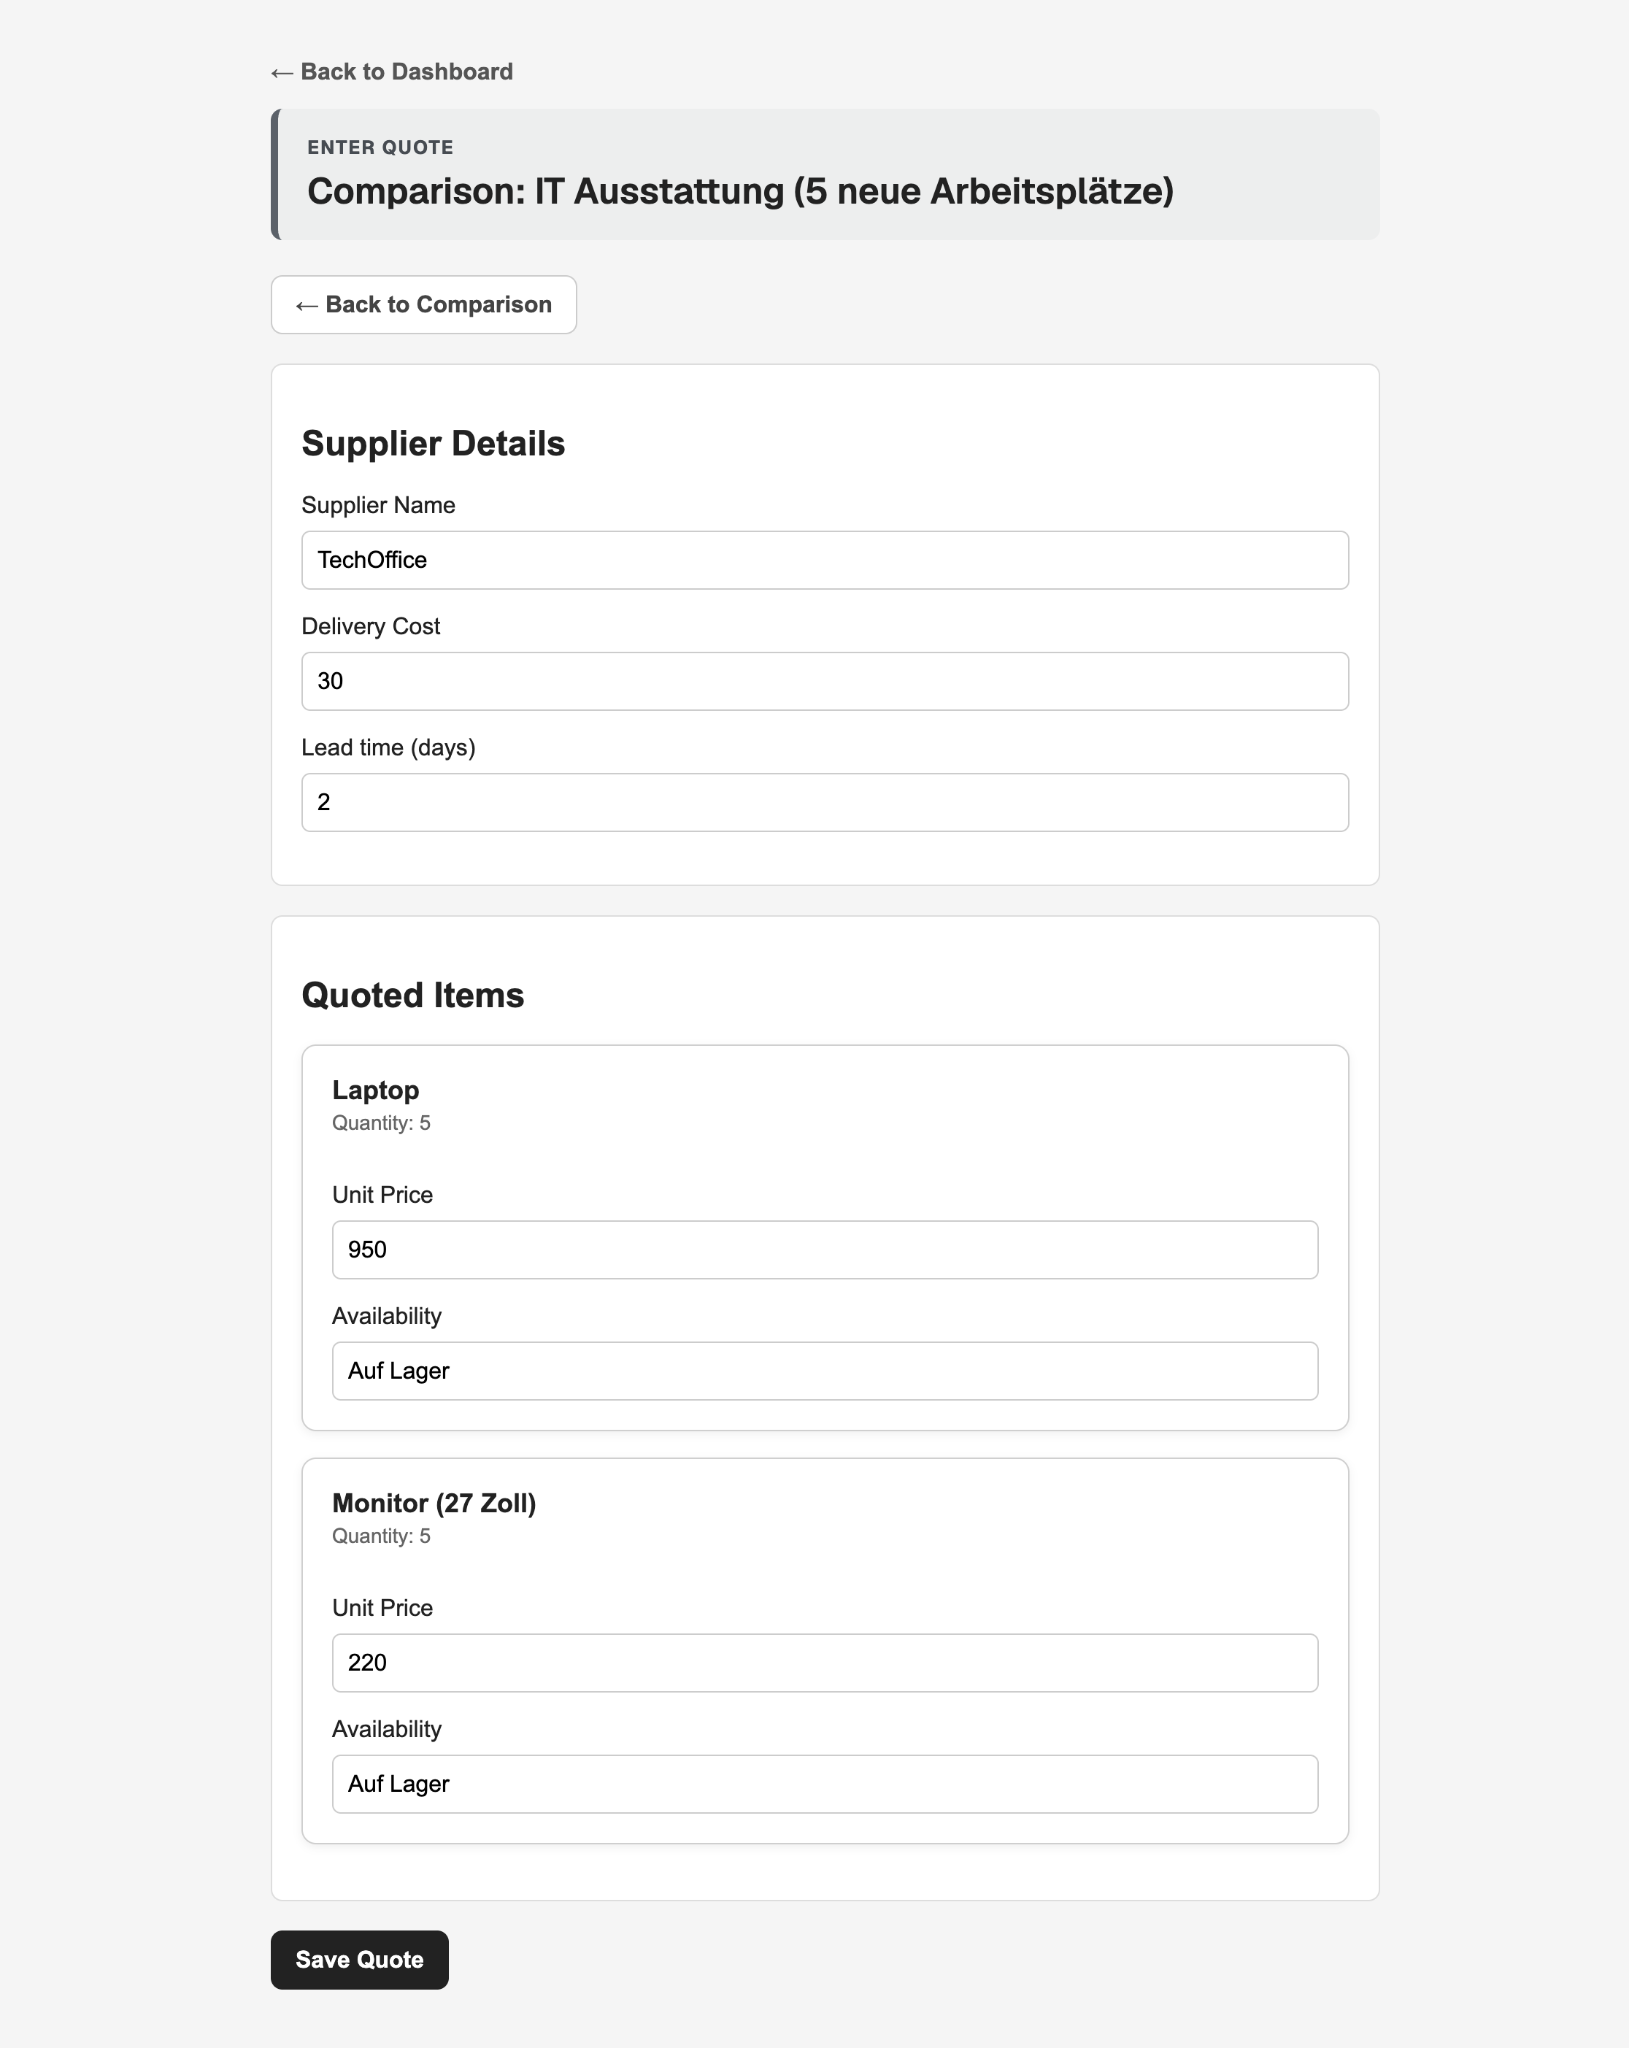 ← Back to Dashboard
ENTER QUOTE
Comparison: IT Ausstattung (5 neue Arbeitsplätze)
← Back to Comparison
Supplier Details
Supplier Name
TechOffice
Delivery Cost
30
Lead time (days)
2
Quoted Items
Laptop
Quantity: 5
Unit Price
950
Availability
Auf Lager
Monitor (27 Zoll)
Quantity: 5
Unit Price
220
Availability
Auf Lager
Save Quote